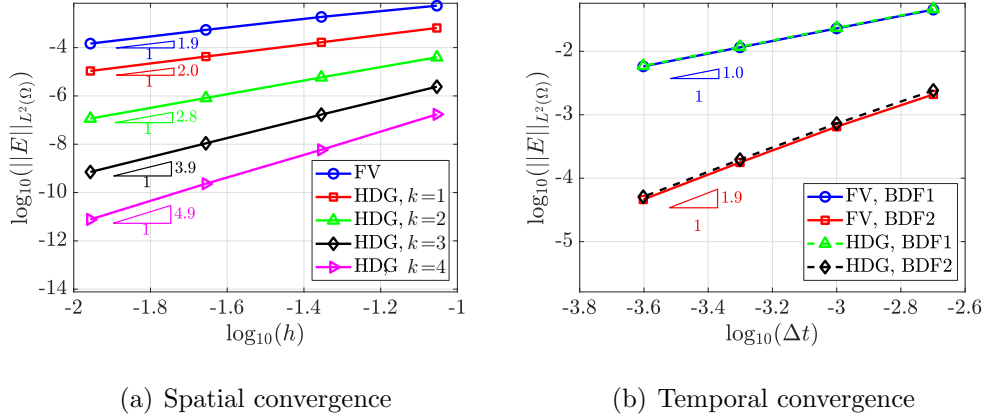 log₁₀(||E||_{L²(Ω)})
-4
-6
-8
-10
-12
-14
1.9
1
2.0
1
2.8
1
3.9
1
4.9
1
FV
HDG, k=1
HDG, k=2
HDG, k=3
HDG, k=4
-2
-1.8
-1.6
-1.4
-1.2
-1
log₁₀(h)
(a) Spatial convergence
log₁₀(||E||_{L²(Ω)})
-2
-3
-4
-5
1.0
1
1.9
1
FV, BDF1
FV, BDF2
HDG, BDF1
HDG, BDF2
-3.8
-3.6
-3.4
-3.2
-3
-2.8
-2.6
log₁₀(Δt)
(b) Temporal convergence